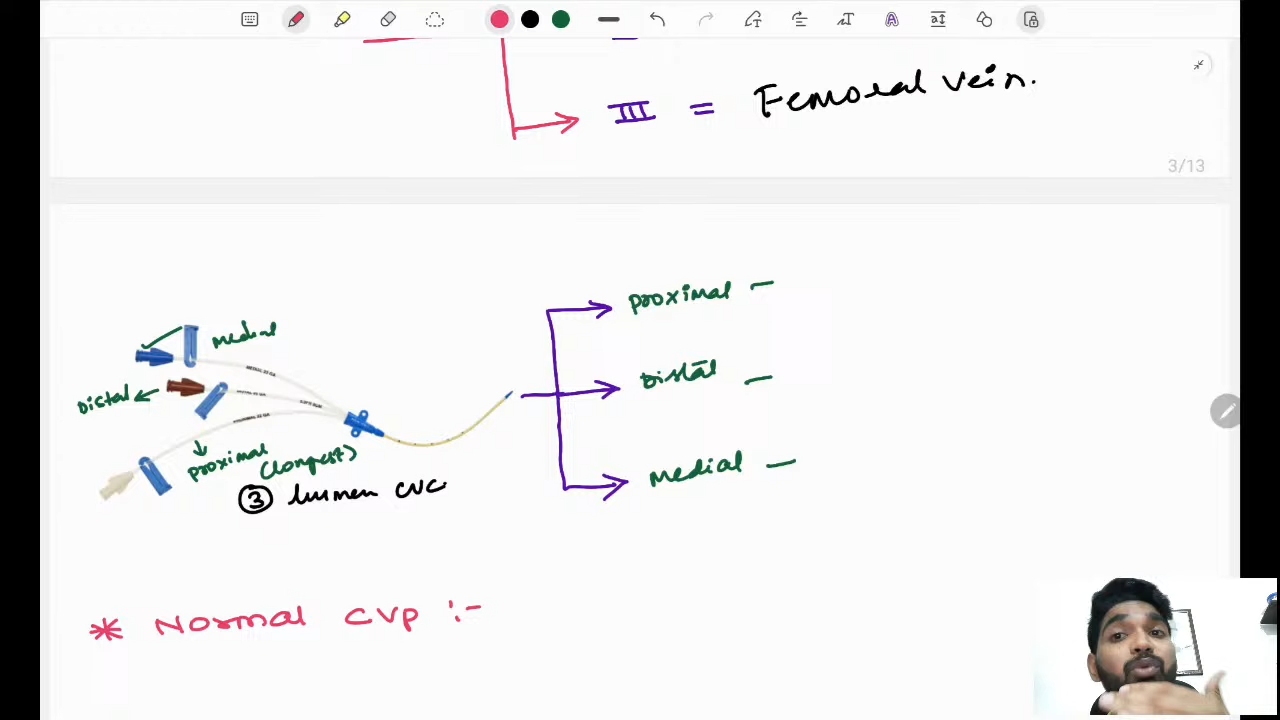 III = Femoral vein.
3/13
proximal -
medial
Distal
Distal -
proximal
(longest)
medial -
③ lumen CVC
* Normal CVP :-